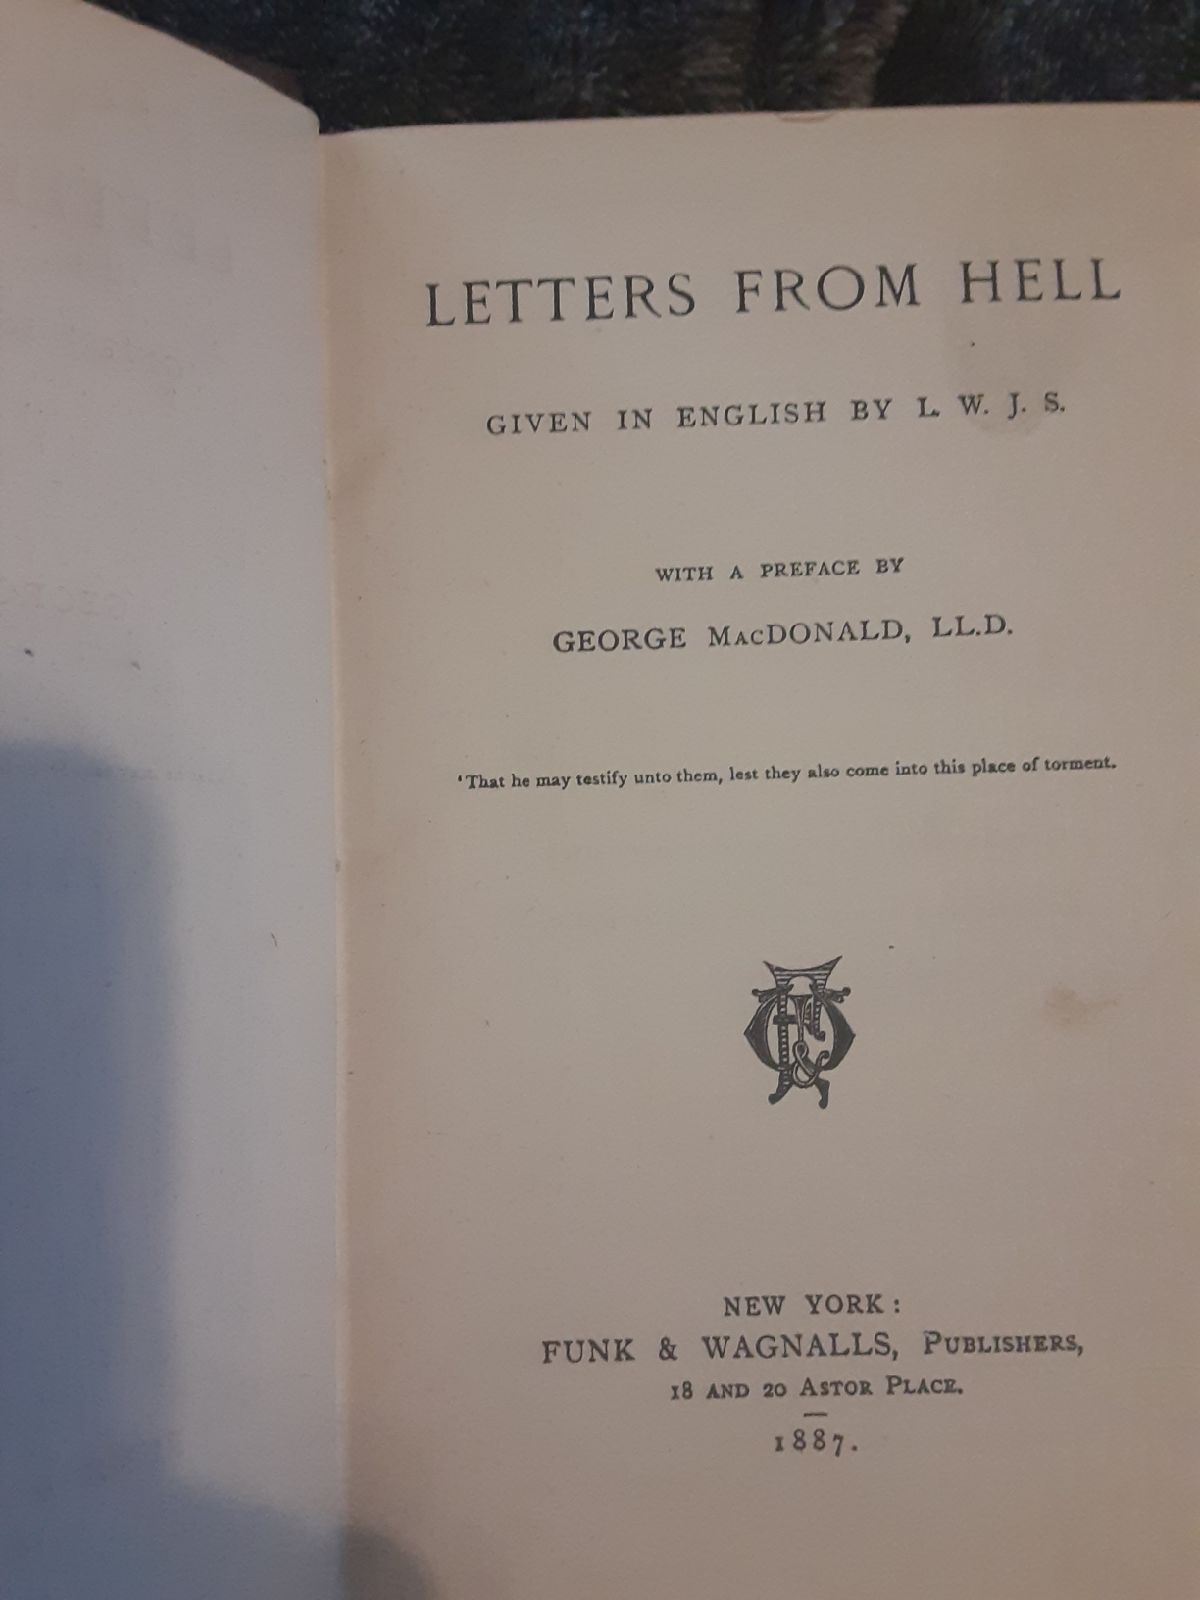 LETTERS FROM HELL
GIVEN IN ENGLISH BY L. W. J. S.
WITH A PREFACE BY
GEORGE MACDONALD, LL.D.
‘That he may testify unto them, lest they also come into this place of torment.
F & W
NEW YORK:
FUNK & WAGNALLS, PUBLISHERS,
18 AND 20 ASTOR PLACE.
1887.